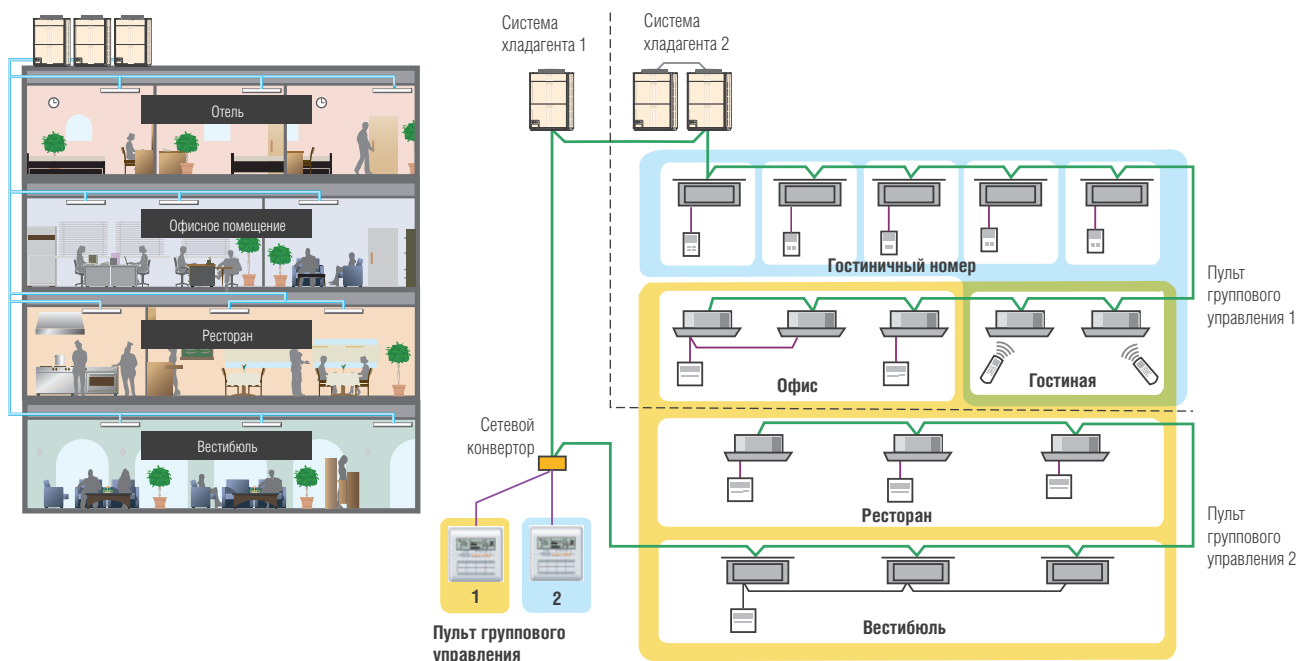 Отель
Офисное помещение
Ресторан
Вестибюль
Система
хладагента 1
Система
хладагента 2
Гостиничный номер
Пульт
группового
управления 1
Офис
Гостиная
Сетевой
конвертор
Ресторан
Пульт
группового
управления 2
Вестибюль
1
2
Пульт группового
управления